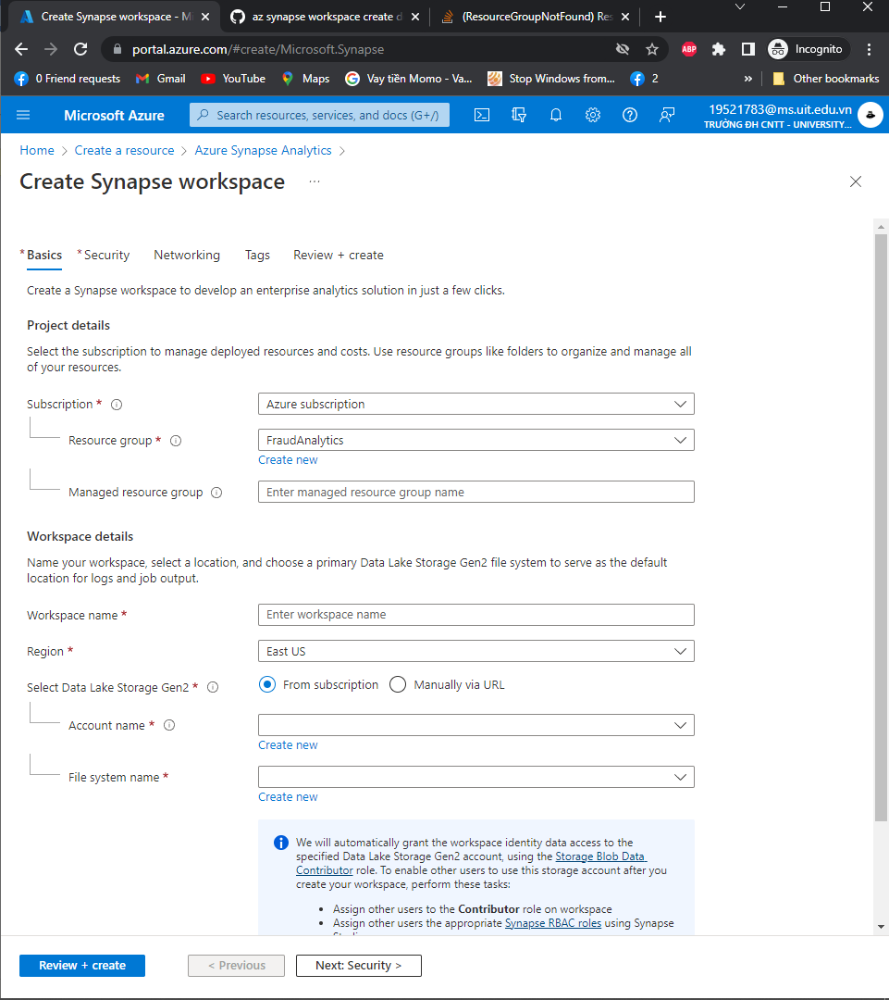 Create Synapse workspace - Mi
az synapse workspace create d
(ResourceGroupNotFound) Res
portal.azure.com/#create/Microsoft.Synapse
ABP
Incognito
0 Friend requests
Gmail
YouTube
Maps
Vay tiền Momo - Va...
Stop Windows from...
2
»
Other bookmarks
Microsoft Azure
Search resources, services, and docs (G+/)
19521783@ms.uit.edu.vn
TRƯỜNG ĐH CNTT - UNIVERSITY...
Home > Create a resource > Azure Synapse Analytics >
Create Synapse workspace ...
* Basics * Security Networking Tags Review + create
Create a Synapse workspace to develop an enterprise analytics solution in just a few clicks.
Project details
Select the subscription to manage deployed resources and costs. Use resource groups like folders to organize and manage all
of your resources.
Subscription *
Azure subscription
Resource group *
FraudAnalytics
Create new
Managed resource group
Enter managed resource group name
Workspace details
Name your workspace, select a location, and choose a primary Data Lake Storage Gen2 file system to serve as the default
location for logs and job output.
Workspace name *
Enter workspace name
Region *
East US
Select Data Lake Storage Gen2 *
From subscription
Manually via URL
Account name *
Create new
File system name *
Create new
We will automatically grant the workspace identity data access to the
specified Data Lake Storage Gen2 account, using the Storage Blob Data
Contributor role. To enable other users to use this storage account after you
create your workspace, perform these tasks:
• Assign other users to the Contributor role on workspace
• Assign other users the appropriate Synapse RBAC roles using Synapse
Review + create
< Previous
Next: Security >